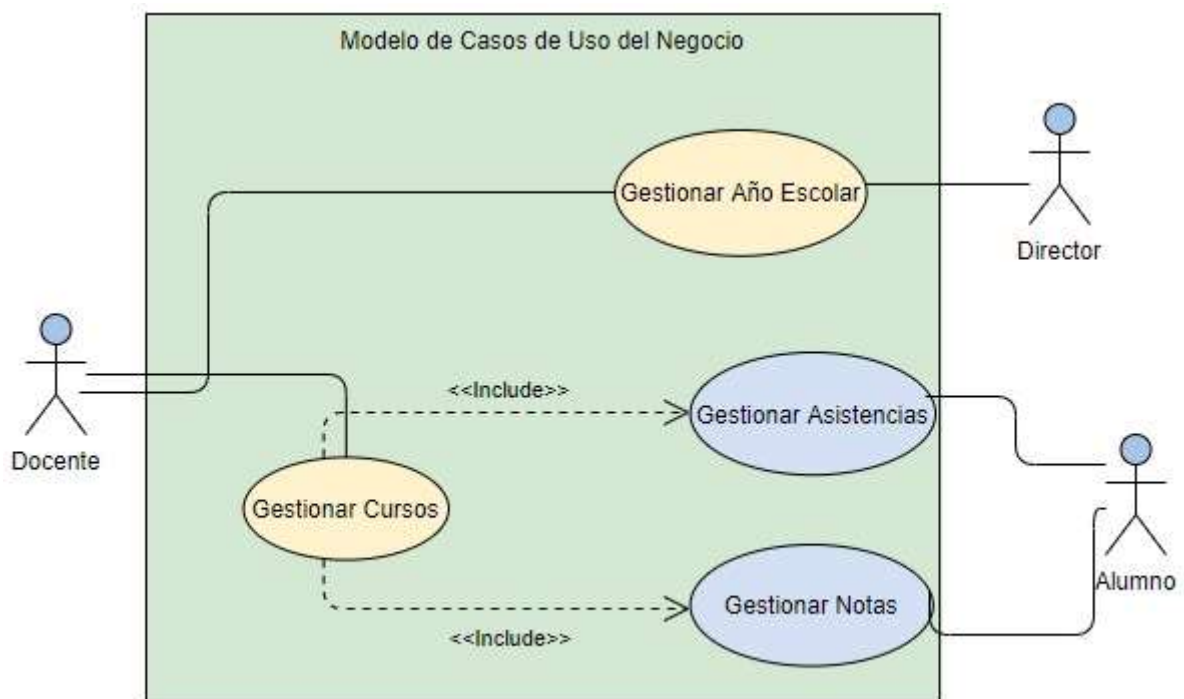 Modelo de Casos de Uso del Negocio
Gestionar Año Escolar
Director
<<Include>>
Gestionar Asistencias
Docente
Gestionar Cursos
Alumno
Gestionar Notas
<<Include>>